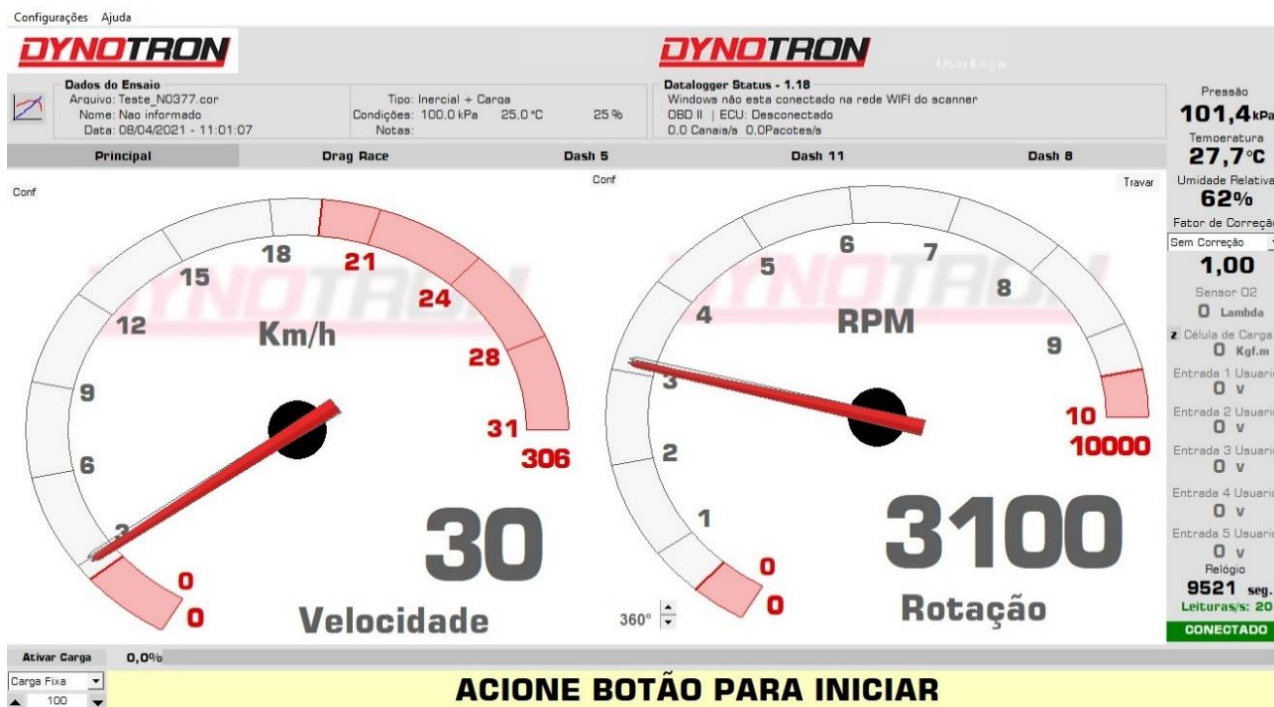 Configurações Ajuda
DYNOTRON
DYNOTRON
Dados do Ensaio
Arquivo: Teste_N0377.cor
Nome: Nao informado
Data: 08/04/2021 - 11:01:07
Tipo: Inercial + Carga
Condições: 100.0 kPa 25.0 °C 25 %
Notas:
Datalogger Status - 1.18
Windows não esta conectado na rede WIFI do scanner
OBD II | ECU: Desconectado
0.0 Canais/s 0.0Pacotes/s
Principal Drag Race Dash 5 Dash 11 Dash 8
Conf
DYNOTRON
0
0
3
6
9
12
15
18
21
24
28
31
306
Km/h
30
Velocidade
Conf
Travar
DYNOTRON
0
0
1
2
3
4
5
6
7
8
9
10
10000
RPM
3100
Rotação
360°
Pressão
101,4 kPa
Temperatura
27,7°C
Umidade Relativa
62%
Fator de Correção
Sem Correção
1,00
Sensor O2
0 Lambda
z Célula de Carga
0 Kgf.m
Entrada 1 Usuario
0 v
Entrada 2 Usuario
0 v
Entrada 3 Usuario
0 v
Entrada 4 Usuario
0 v
Entrada 5 Usuario
0 v
Relógio
9521 seg.
Leituras/s: 20
CONECTADO
Ativar Carga 0,0%
Carga Fixa
100
ACIONE BOTÃO PARA INICIAR